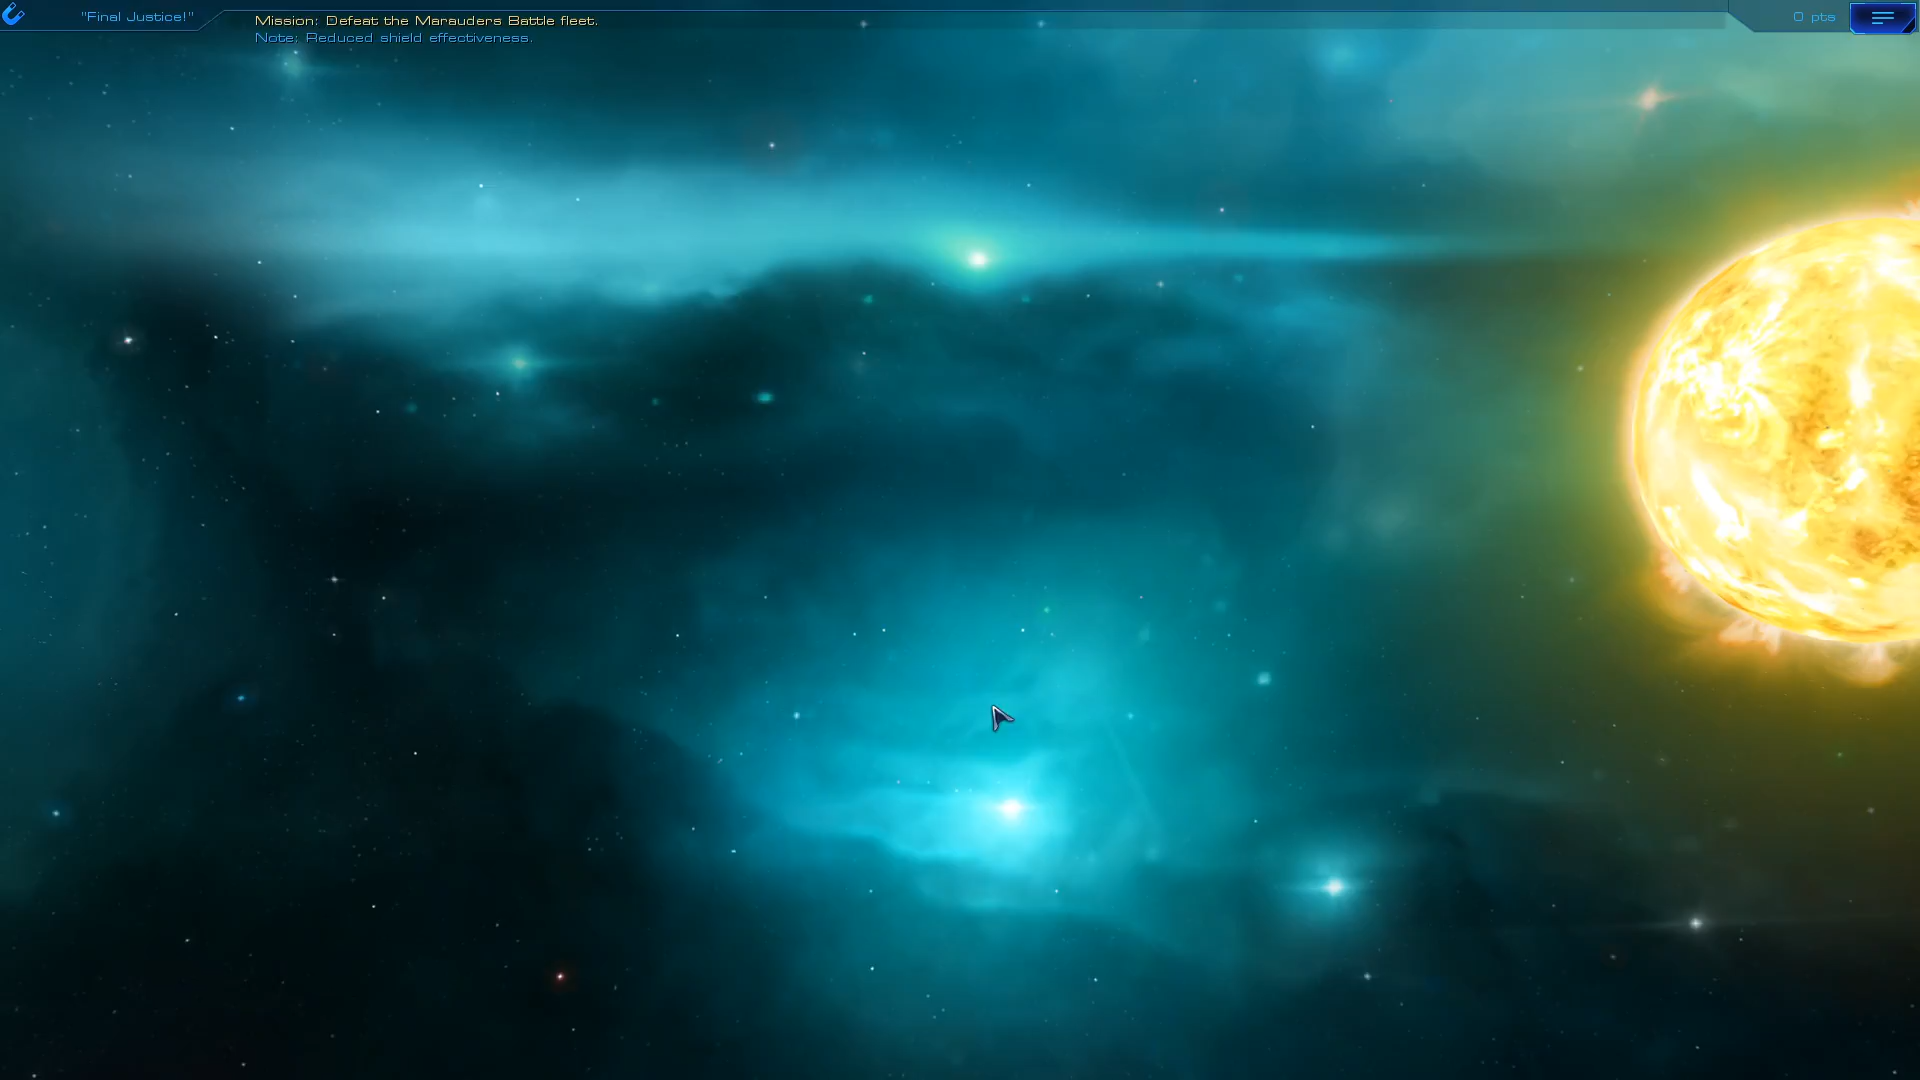 "Final Justice!"
Mission: Defeat the Marauders Battle fleet.
Note: Reduced shield effectiveness.
0 pts